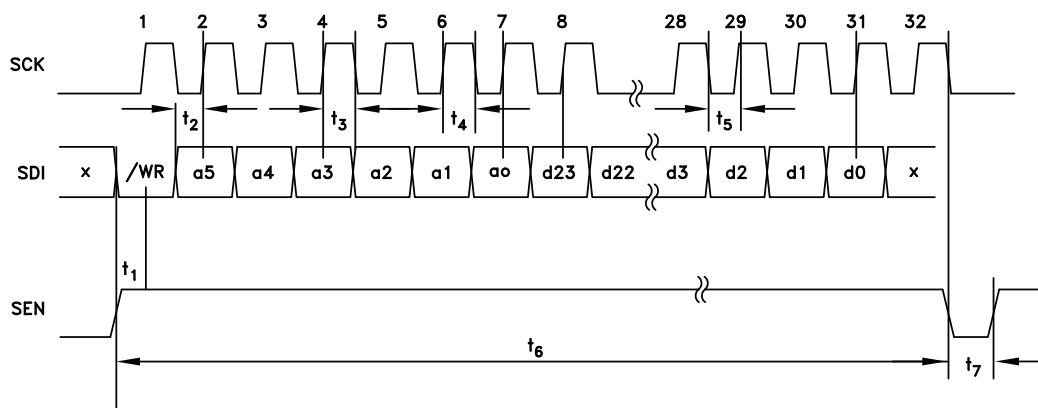 1 2 3 4 5 6 7 8 28 29 30 31 32
SCK
t2 t3 t4 t5
SDI x /WR a5 a4 a3 a2 a1 ao d23 d22 d3 d2 d1 d0 x
t1
SEN
t6
t7